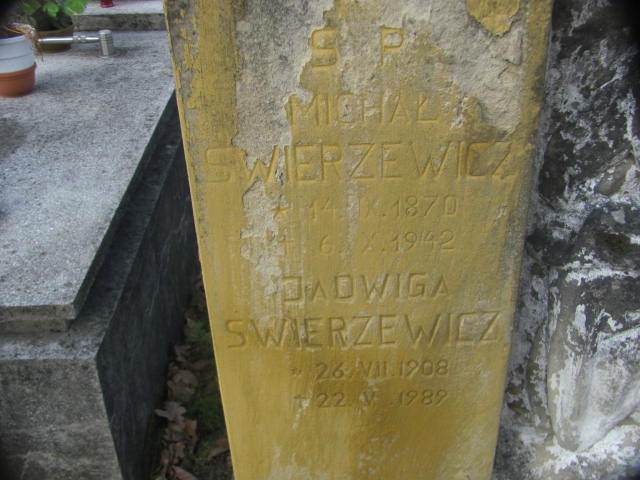 S P
MICHAŁ
SWIERZEWICZ
* 14 IX.1870
† 6.X.1942
JADWIGA
SWIERZEWICZ
* 26.VII.1908
† 22.V.1989